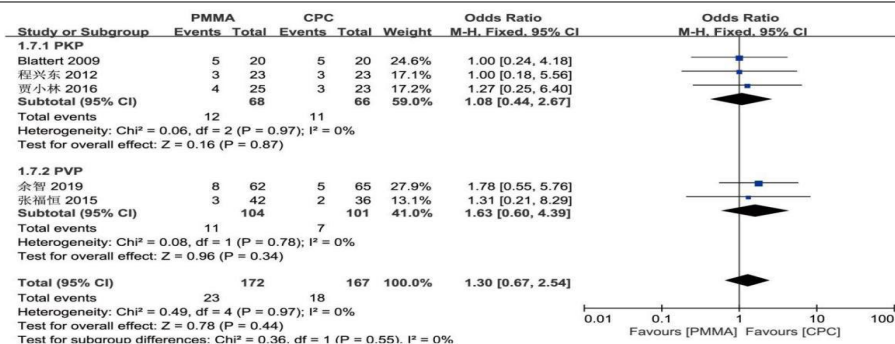 PMMA CPC Odds Ratio Odds Ratio
Study or Subgroup Events Total Events Total Weight M-H, Fixed, 95% CI M-H, Fixed, 95% CI
1.7.1 PKP
Blattert 2009 5 20 5 20 24.6% 1.00 [0.24, 4.18]
程兴东 2012 3 23 3 23 17.1% 1.00 [0.18, 5.56]
贾小林 2016 4 25 3 23 17.2% 1.27 [0.25, 6.40]
Subtotal (95% CI) 68 66 59.0% 1.08 [0.44, 2.67]
Total events 12 11
Heterogeneity: Chi² = 0.06, df = 2 (P = 0.97); I² = 0%
Test for overall effect: Z = 0.16 (P = 0.87)
1.7.2 PVP
余智 2019 8 62 5 65 27.9% 1.78 [0.55, 5.76]
张福恒 2015 3 42 2 36 13.1% 1.31 [0.21, 8.29]
Subtotal (95% CI) 104 101 41.0% 1.63 [0.60, 4.39]
Total events 11 7
Heterogeneity: Chi² = 0.08, df = 1 (P = 0.78); I² = 0%
Test for overall effect: Z = 0.96 (P = 0.34)
Total (95% CI) 172 167 100.0% 1.30 [0.67, 2.54]
Total events 23 18
Heterogeneity: Chi² = 0.49, df = 4 (P = 0.97); I² = 0%
Test for overall effect: Z = 0.78 (P = 0.44)
Test for subgroup differences: Chi² = 0.36, df = 1 (P = 0.55), I² = 0%
0.01 0.1 1 10 100
Favours [PMMA] Favours [CPC]